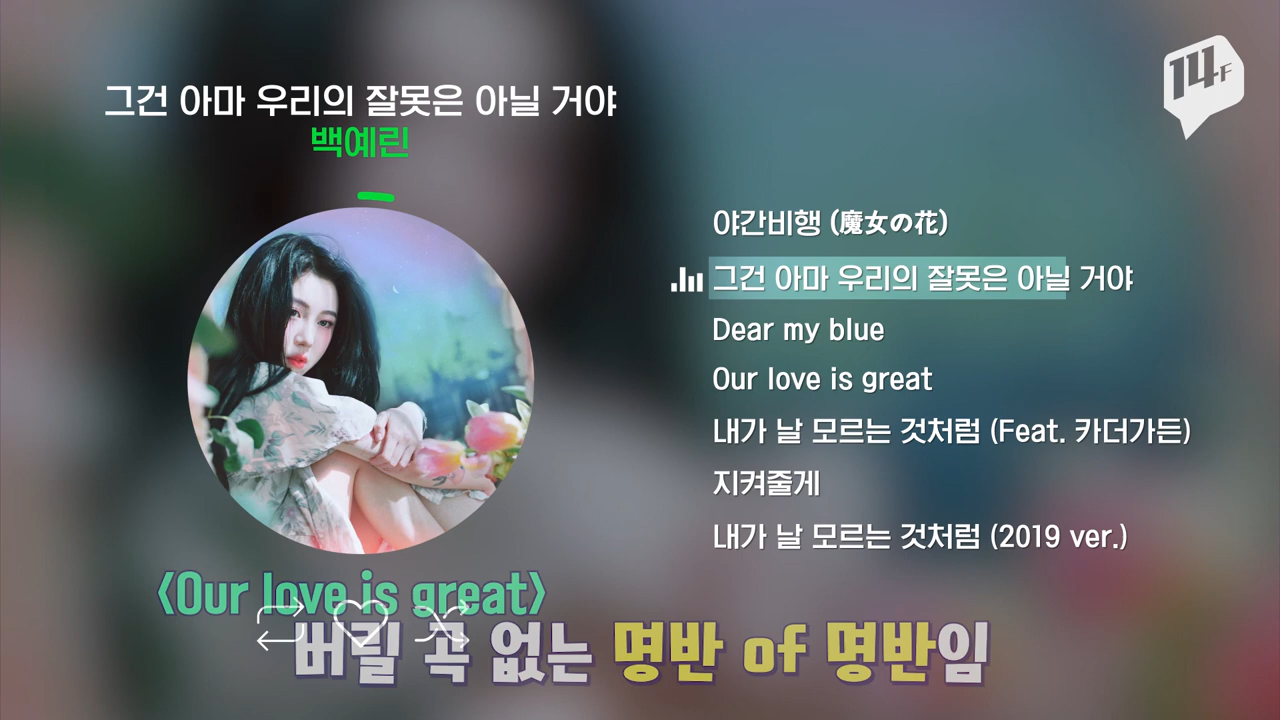 그건 아마 우리의 잘못은 아닐 거야
백예린
14F
야간비행 (魔女の花)
그건 아마 우리의 잘못은 아닐 거야
Dear my blue
Our love is great
내가 날 모르는 것처럼 (Feat. 카더가든)
지켜줄게
내가 날 모르는 것처럼 (2019 ver.)
〈Our love is great〉
버릴 곡 없는 명반 of 명반임